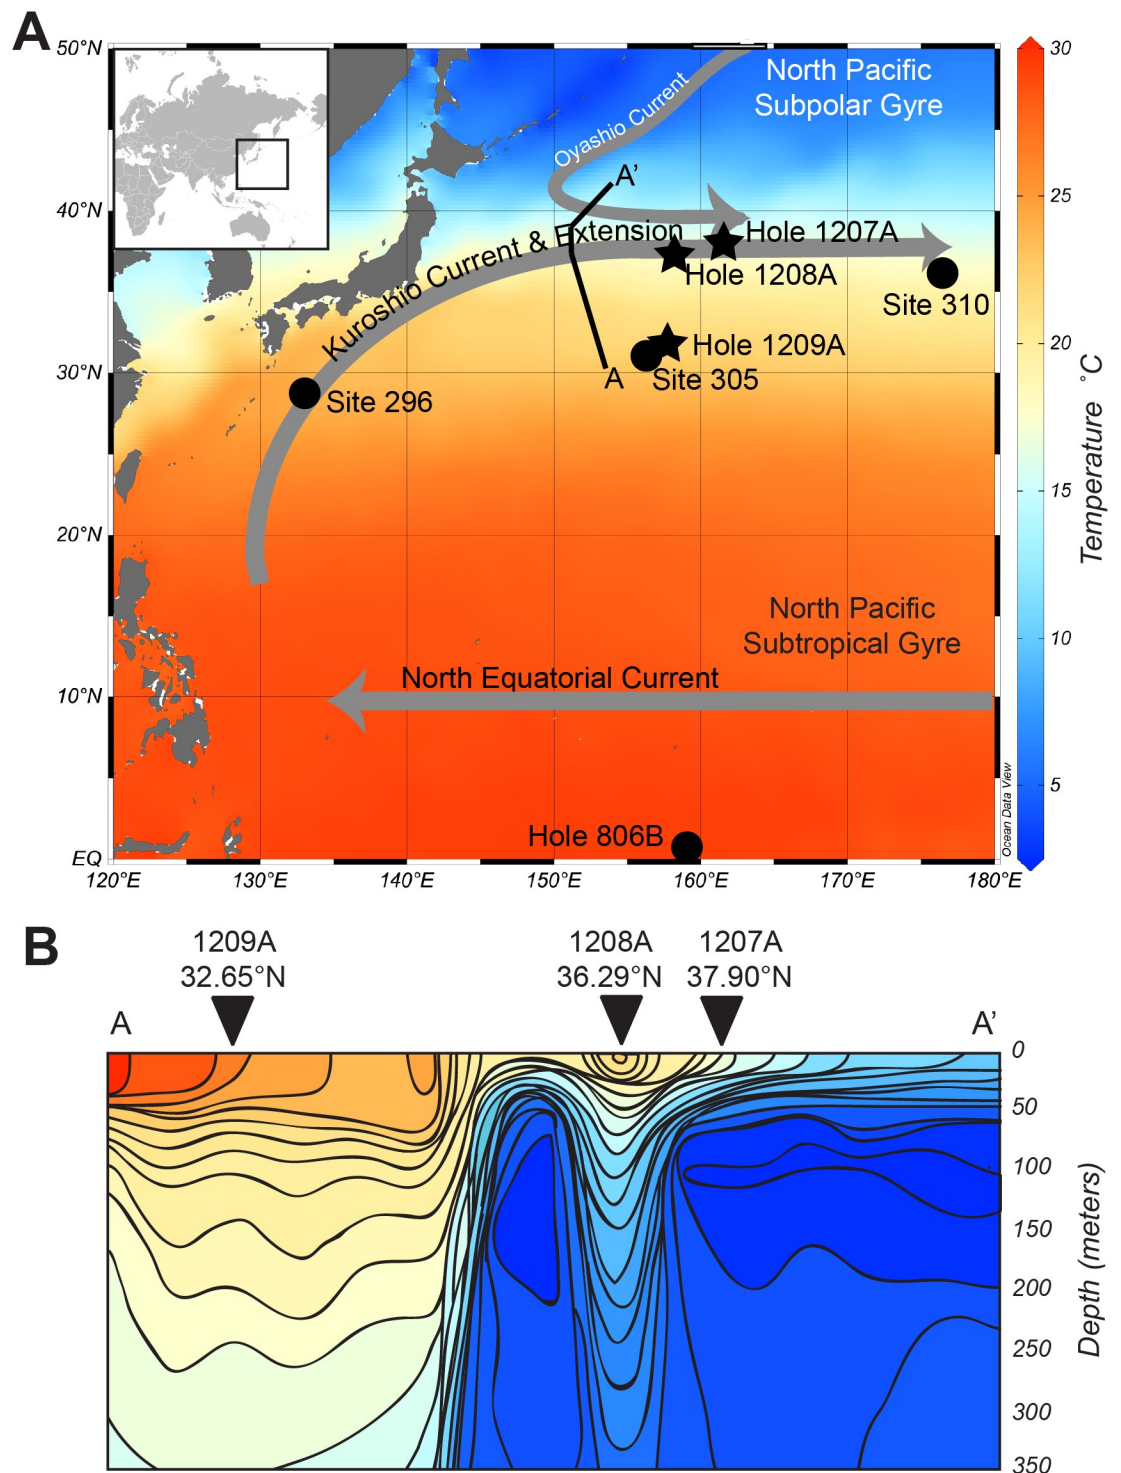 A
50°N
40°N
30°N
20°N
10°N
EQ
120°E
130°E
140°E
150°E
160°E
170°E
180°E
North Pacific
Subpolar Gyre
Oyashio Current
A'
Kuroshio Current & Extension
Hole 1207A
Hole 1208A
Site 310
Hole 1209A
A
Site 305
Site 296
North Pacific
Subtropical Gyre
North Equatorial Current
Hole 806B
Ocean Data View
30
25
20
15
10
5
Temperature °C
B
1209A
32.65°N
1208A
36.29°N
1207A
37.90°N
A
A'
0
50
100
150
200
250
300
350
Depth (meters)